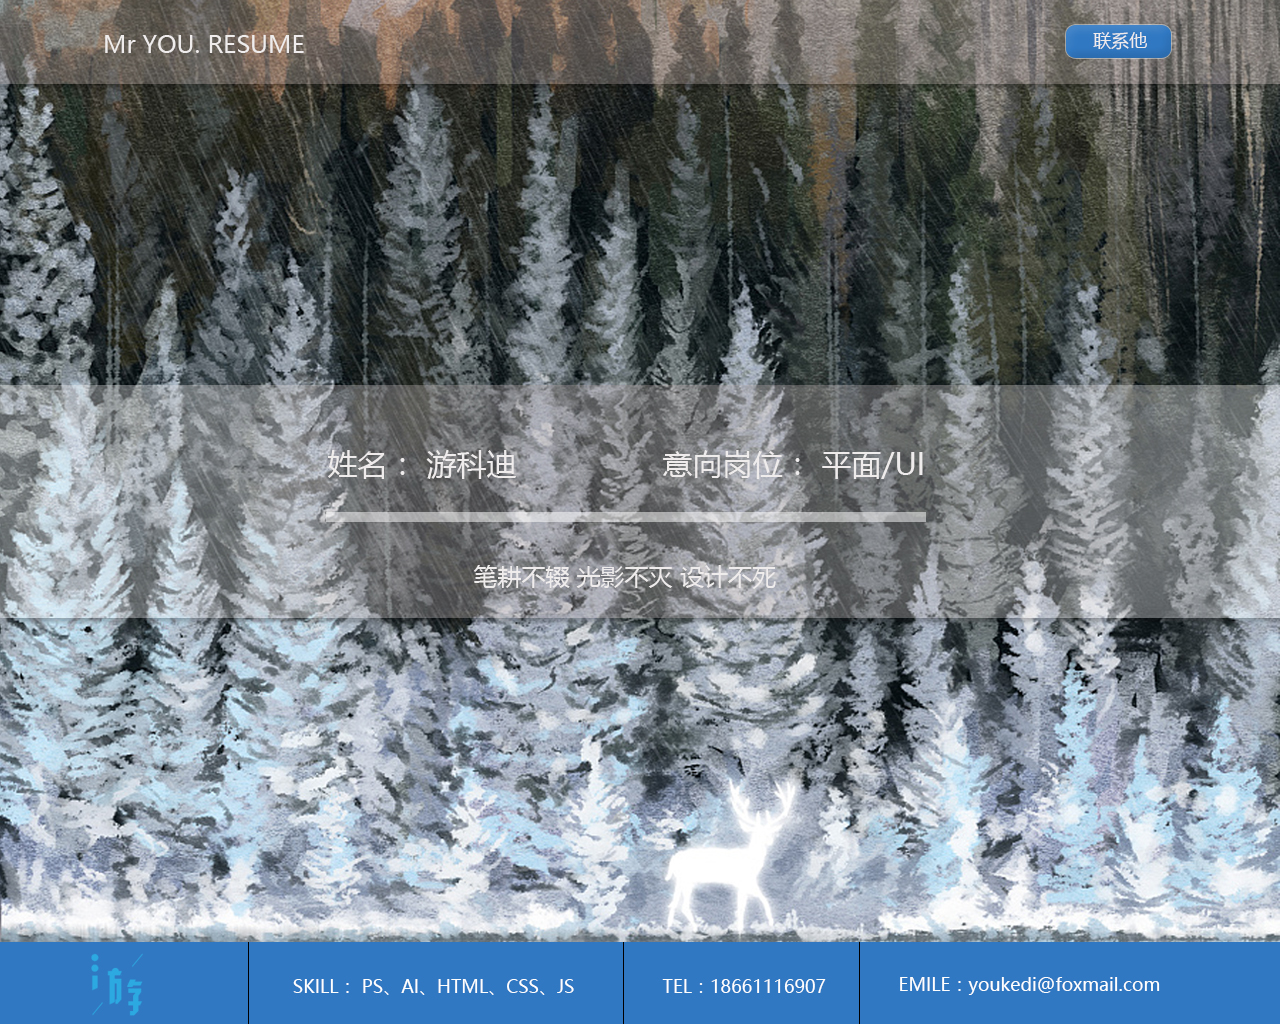 Mr YOU. RESUME
联系他
姓名： 游科迪
意向岗位： 平面/UI
笔耕不辍 光影不灭 设计不死
游
SKILL： PS、AI、HTML、CSS、JS
TEL：18661116907
EMILE：youkedi@foxmail.com